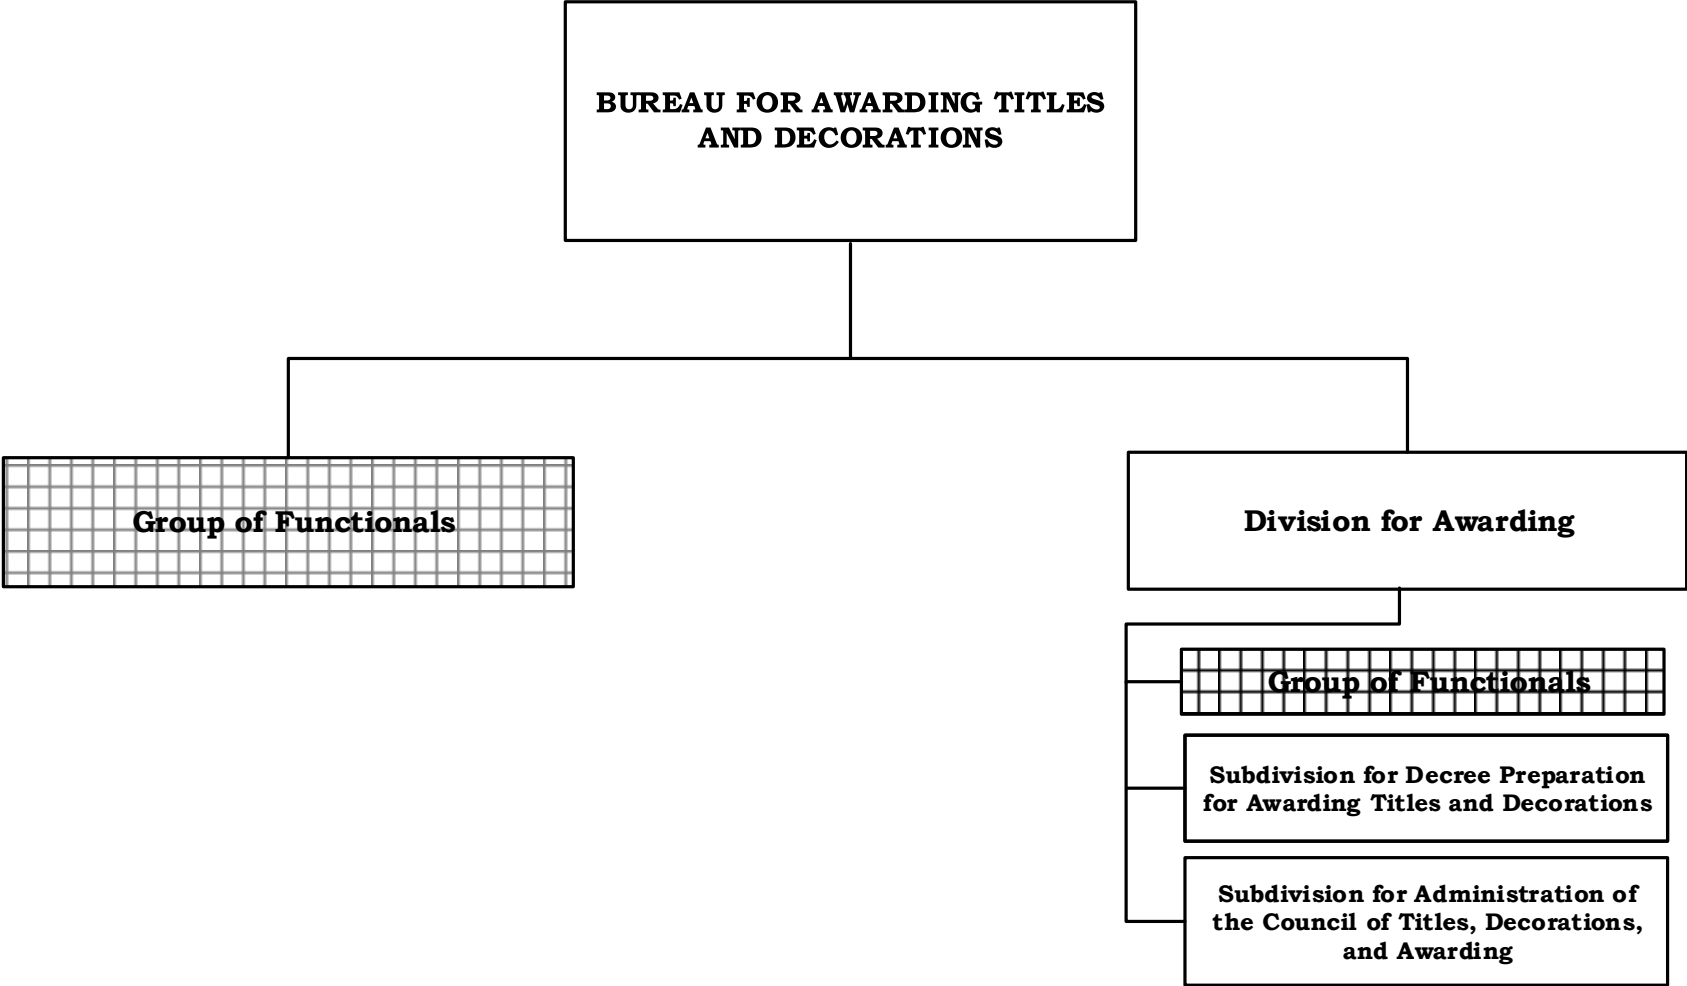 BUREAU FOR AWARDING TITLES
AND DECORATIONS
Group of Functionals
Division for Awarding
Group of Functionals
Subdivision for Decree Preparation
for Awarding Titles and Decorations
Subdivision for Administration of
the Council of Titles, Decorations,
and Awarding